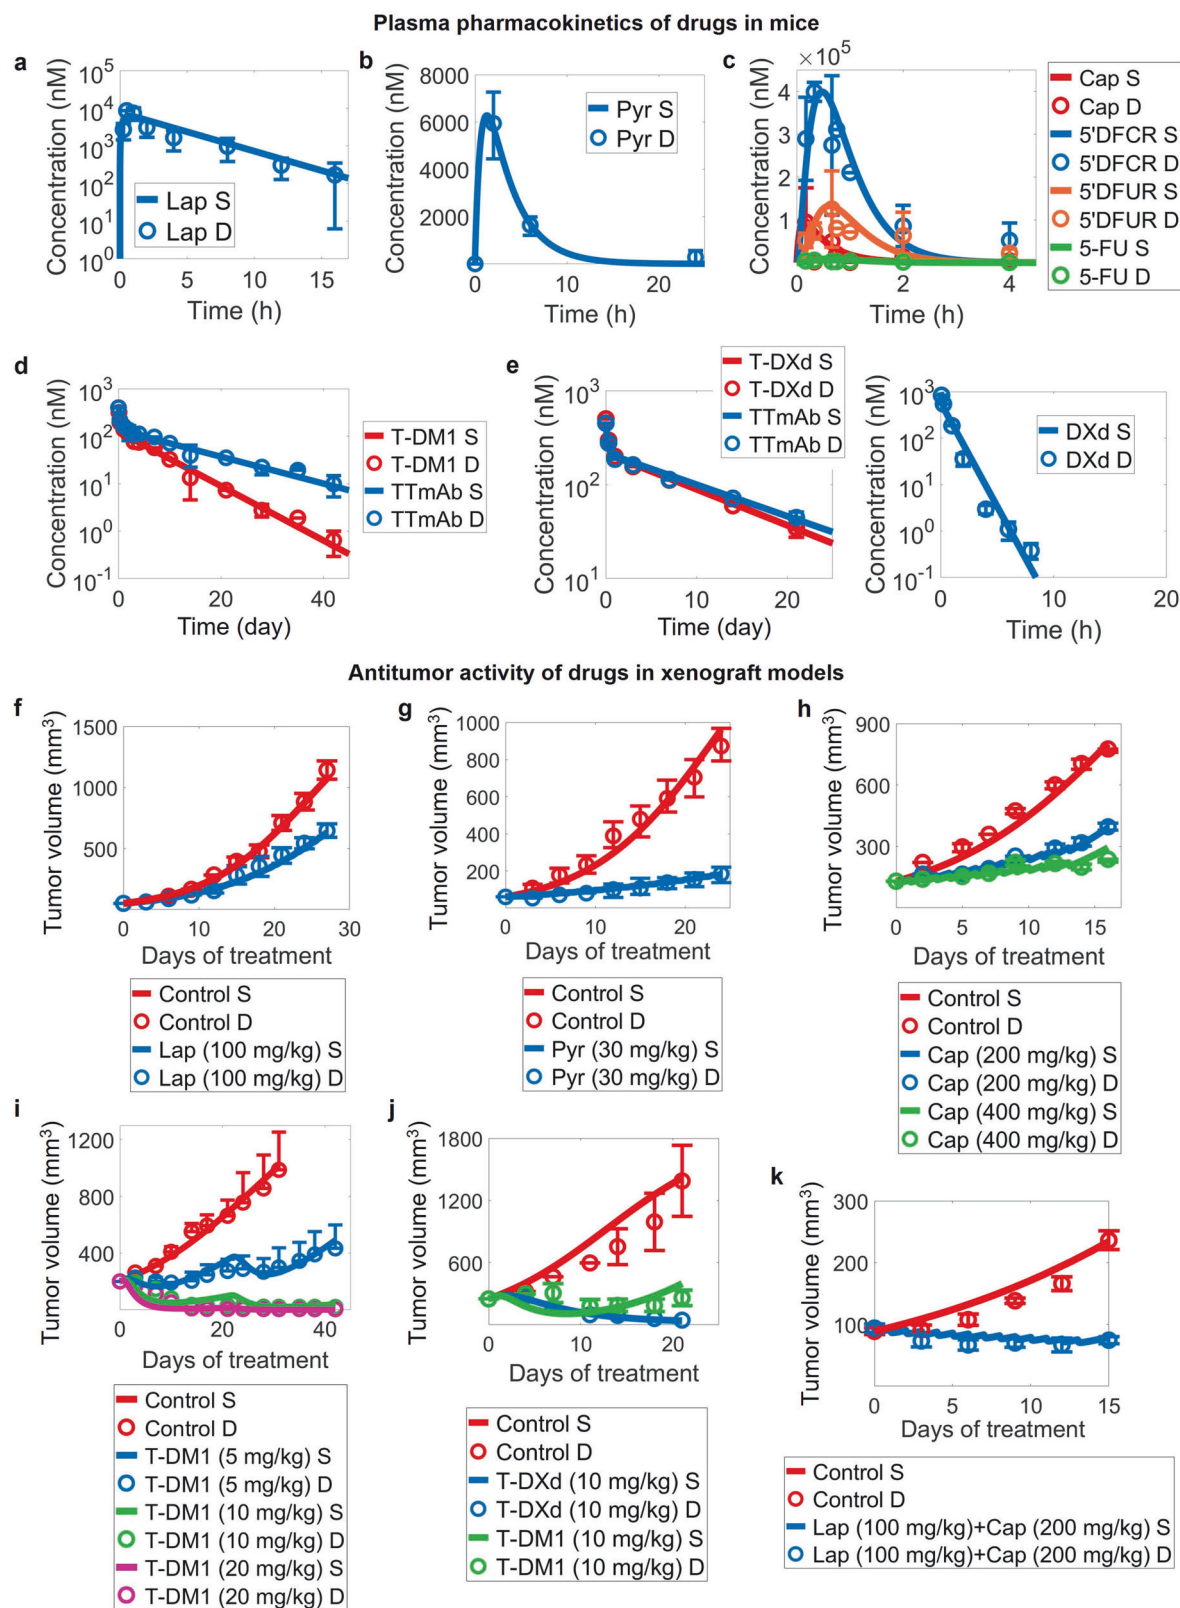 Plasma pharmacokinetics of drugs in mice
a
Concentration (nM)
10^5
10^4
10^3
10^2
10^1
10^0
Lap S
Lap D
0 5 10 15
Time (h)
b
Concentration (nM)
8000
6000
4000
2000
Pyr S
Pyr D
0 10 20
Time (h)
c
× 10^5
Concentration (nM)
4
3
2
1
0 2 4
Time (h)
Cap S
Cap D
5'DFCR S
5'DFCR D
5'DFUR S
5'DFUR D
5-FU S
5-FU D
d
Concentration (nM)
10^3
10^2
10^1
10^0
10^-1
0 20 40
Time (day)
T-DM1 S
T-DM1 D
TTmAb S
TTmAb D
e
Concentration (nM)
10^3
10^2
10^1
0 10 20
Time (day)
T-DXd S
T-DXd D
TTmAb S
TTmAb D
Concentration (nM)
10^3
10^2
10^1
10^0
10^-1
0 10 20
Time (h)
DXd S
DXd D
Antitumor activity of drugs in xenograft models
f
Tumor volume (mm^3)
1500
1000
500
0 10 20 30
Days of treatment
Control S
Control D
Lap (100 mg/kg) S
Lap (100 mg/kg) D
g
Tumor volume (mm^3)
1000
800
600
400
200
0 10 20
Days of treatment
Control S
Control D
Pyr (30 mg/kg) S
Pyr (30 mg/kg) D
h
Tumor volume (mm^3)
900
600
300
0 5 10 15
Days of treatment
Control S
Control D
Cap (200 mg/kg) S
Cap (200 mg/kg) D
Cap (400 mg/kg) S
Cap (400 mg/kg) D
i
Tumor volume (mm^3)
1200
800
400
0 20 40
Days of treatment
Control S
Control D
T-DM1 (5 mg/kg) S
T-DM1 (5 mg/kg) D
T-DM1 (10 mg/kg) S
T-DM1 (10 mg/kg) D
T-DM1 (20 mg/kg) S
T-DM1 (20 mg/kg) D
j
Tumor volume (mm^3)
1800
1200
600
0 10 20
Days of treatment
Control S
Control D
T-DXd (10 mg/kg) S
T-DXd (10 mg/kg) D
T-DM1 (10 mg/kg) S
T-DM1 (10 mg/kg) D
k
Tumor volume (mm^3)
300
200
100
0 5 10 15
Days of treatment
Control S
Control D
Lap (100 mg/kg)+Cap (200 mg/kg) S
Lap (100 mg/kg)+Cap (200 mg/kg) D